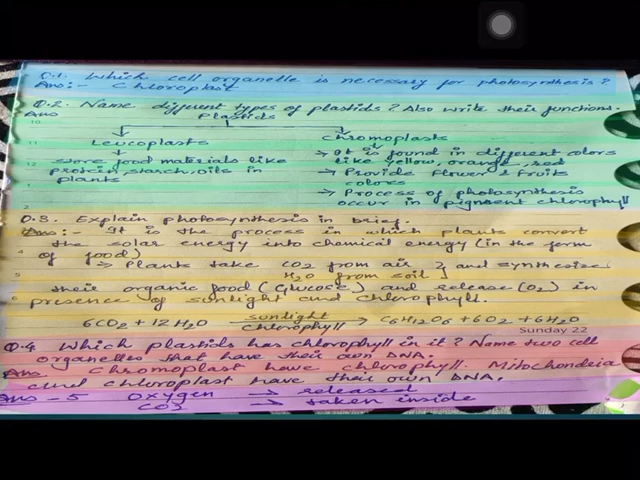 Q.1. Which cell organelle is necessary for photosynthesis?
Ans:- Chloroplast
Q.2. Name different types of plastids? Also write their functions.
Ans Plastids
Leucoplasts Chromoplasts
store food materials like protein, starch, oils in plants
→ It is found in different colors like yellow, orange, red
→ Provide flower & fruits colors
→ Process of photosynthesis occur in pigment chlorophyll
Q.3. Explain photosynthesis in brief.
Ans:- It is the process in which plants convert
the solar energy into chemical energy (in the form
of food)
→ Plants take CO2 from air } and synthesize
H2O from soil
their organic food (Glucose) and release (O2) in
presence of sunlight and chlorophyll.
6CO2 + 12H2O sunlight → C6H12O6 + 6O2 + 6H2O
Chlorophyll
Sunday 22
Q.4 Which plastids has chlorophyll in it? Name two cell
organelles that have their own DNA.
Ans Chromoplast have chlorophyll. Mitochondria
and chloroplast have their own DNA.
Ans - 5 Oxygen → released
CO2 → taken inside